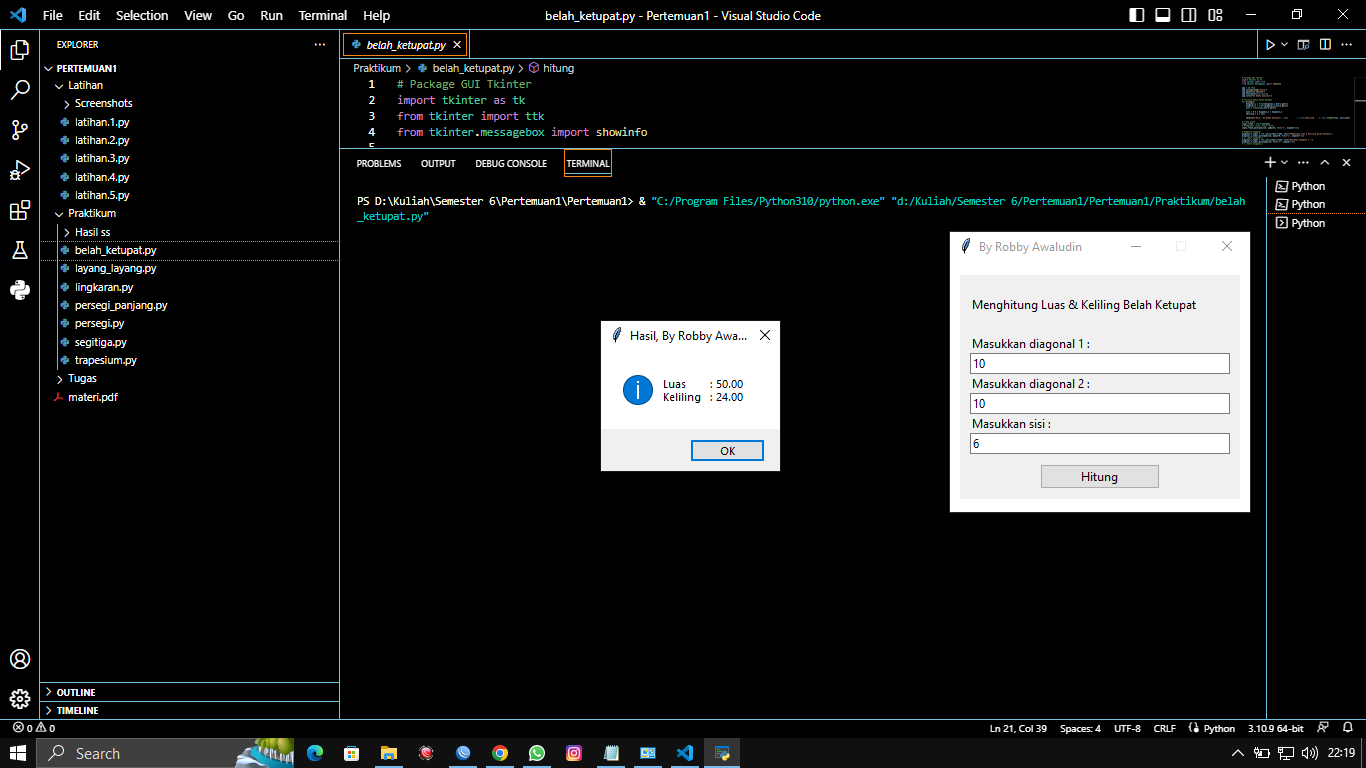 File Edit Selection View Go Run Terminal Help
belah_ketupat.py - Pertemuan1 - Visual Studio Code
EXPLORER
PERTEMUAN1
Latihan
Screenshots
latihan.1.py
latihan.2.py
latihan.3.py
latihan.4.py
latihan.5.py
Praktikum
Hasil ss
belah_ketupat.py
layang_layang.py
lingkaran.py
persegi_panjang.py
persegi.py
segitiga.py
trapesium.py
Tugas
materi.pdf
OUTLINE
TIMELINE
belah_ketupat.py
Praktikum > belah_ketupat.py > hitung
1 # Package GUI Tkinter
2 import tkinter as tk
3 from tkinter import ttk
4 from tkinter.messagebox import showinfo
PROBLEMS OUTPUT DEBUG CONSOLE TERMINAL
PS D:\Kuliah\Semester 6\Pertemuan1\Pertemuan1> & "C:/Program Files/Python310/python.exe" "d:/Kuliah/Semester 6/Pertemuan1/Pertemuan1/Praktikum/belah
_ketupat.py"
Python
Python
Python
Hasil, By Robby Awa...
Luas : 50.00
Keliling : 24.00
OK
By Robby Awaludin
Menghitung Luas & Keliling Belah Ketupat
Masukkan diagonal 1 :
10
Masukkan diagonal 2 :
10
Masukkan sisi :
6
Hitung
0 0
Ln 21, Col 39 Spaces: 4 UTF-8 CRLF Python 3.10.9 64-bit
Search
22:19